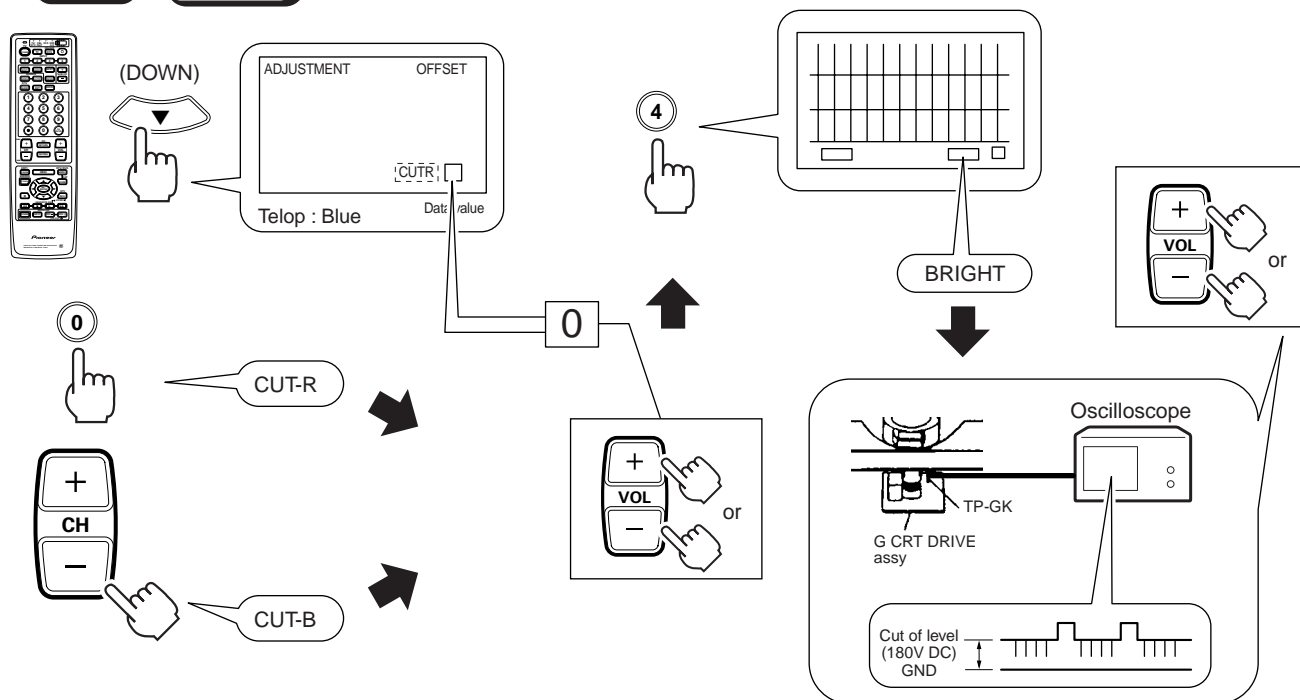 (DOWN)
ADJUSTMENT OFFSET
CUTR
Telop : Blue
Data value
0
CUT-R
+
CH
−
CUT-B
0
+
VOL
−
or
4
BRIGHT
+
VOL
−
or
Oscilloscope
TP-GK
G CRT DRIVE
assy
Cut of level
(180V DC)
GND
Pioneer